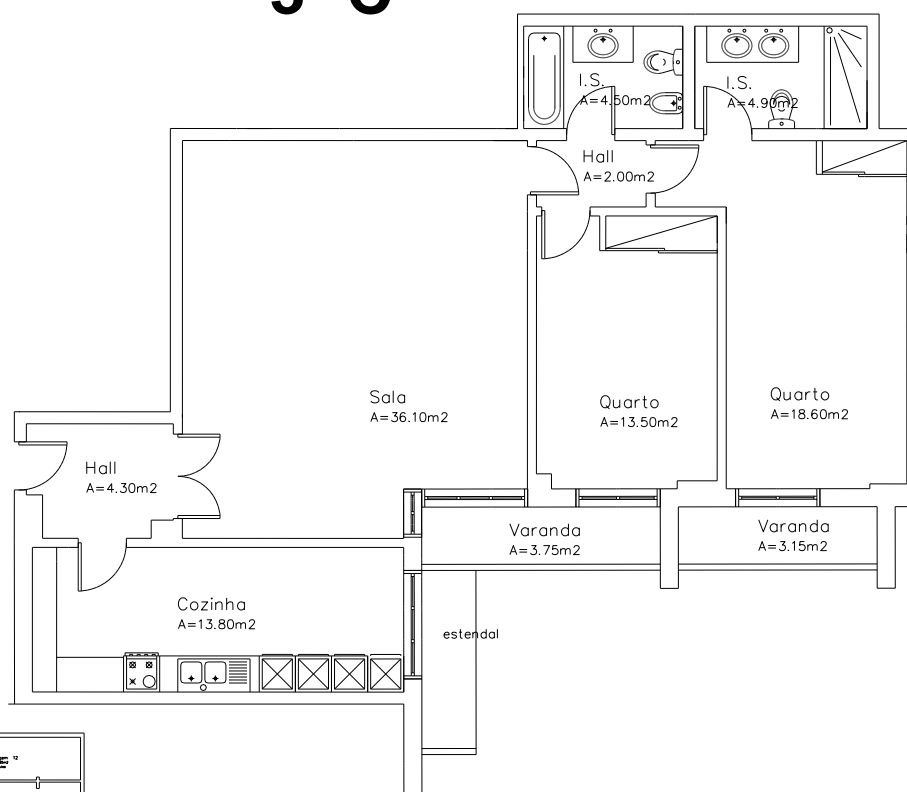 I.S.
A=4.50m2
I.S.
A=4.90m2
Hall
A=2.00m2
Sala
A=36.10m2
Quarto
A=13.50m2
Quarto
A=18.60m2
Hall
A=4.30m2
Varanda
A=3.75m2
Varanda
A=3.15m2
Cozinha
A=13.80m2
estendal